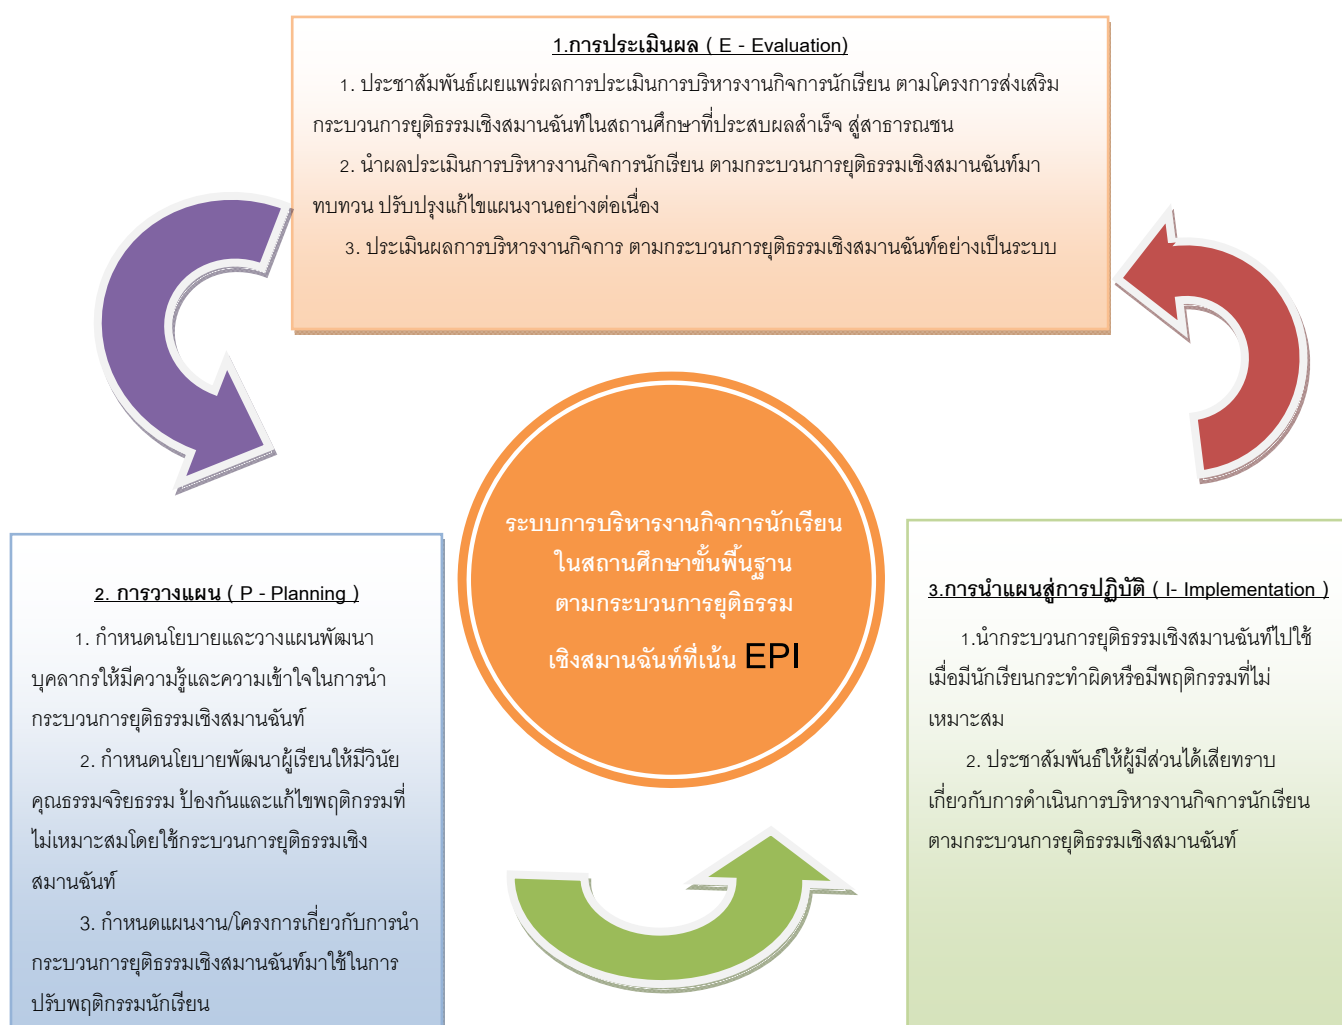 1.การประเมินผล ( E - Evaluation)
1. ประชาสัมพันธ์เผยแพร่ผลการประเมินการบริหารงานกิจการนักเรียน ตามโครงการส่งเสริม
กระบวนการยุติธรรมเชิงสมานฉันท์ในสถานศึกษาที่ประสบผลสำเร็จ สู่สาธารณชน
2. นำผลประเมินการบริหารงานกิจการนักเรียน ตามกระบวนการยุติธรรมเชิงสมานฉันท์มา
ทบทวน ปรับปรุงแก้ไขแผนงานอย่างต่อเนื่อง
3. ประเมินผลการบริหารงานกิจการ ตามกระบวนการยุติธรรมเชิงสมานฉันท์อย่างเป็นระบบ
ระบบการบริหารงานกิจการนักเรียน
ในสถานศึกษาขั้นพื้นฐาน
ตามกระบวนการยุติธรรม
เชิงสมานฉันท์ที่เน้น EPI
2. การวางแผน ( P - Planning )
1. กำหนดนโยบายและวางแผนพัฒนา
บุคลากรให้มีความรู้และความเข้าใจในการนำ
กระบวนการยุติธรรมเชิงสมานฉันท์
2. กำหนดนโยบายพัฒนาผู้เรียนให้มีวินัย
คุณธรรมจริยธรรม ป้องกันและแก้ไขพฤติกรรมที่
ไม่เหมาะสมโดยใช้กระบวนการยุติธรรมเชิง
สมานฉันท์
3. กำหนดแผนงาน/โครงการเกี่ยวกับการนำ
กระบวนการยุติธรรมเชิงสมานฉันท์มาใช้ในการ
ปรับพฤติกรรมนักเรียน
3.การนำแผนสู่การปฏิบัติ ( I- Implementation )
1.นำกระบวนการยุติธรรมเชิงสมานฉันท์ไปใช้
เมื่อมีนักเรียนกระทำผิดหรือมีพฤติกรรมที่ไม่
เหมาะสม
2. ประชาสัมพันธ์ให้ผู้มีส่วนได้เสียทราบ
เกี่ยวกับการดำเนินการบริหารงานกิจการนักเรียน
ตามกระบวนการยุติธรรมเชิงสมานฉันท์